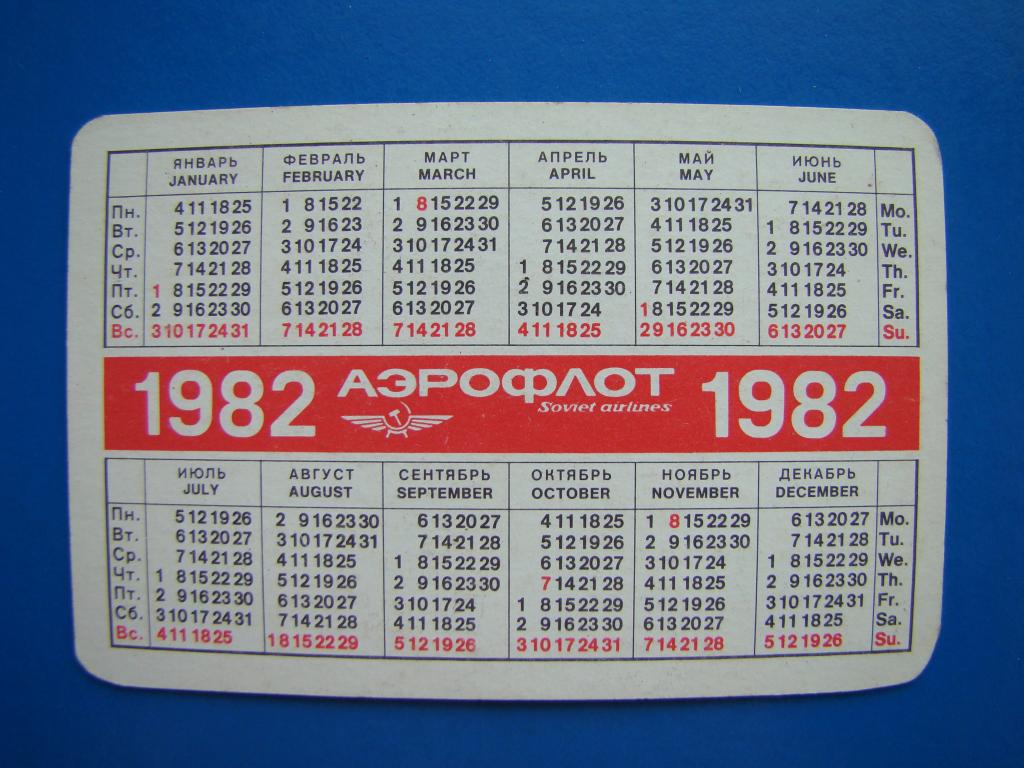 ЯНВАРЬ ФЕВРАЛЬ МАРТ АПРЕЛЬ МАЙ ИЮНЬ
JANUARY FEBRUARY MARCH APRIL MAY JUNE
Пн. 4 11 18 25 1 8 15 22 1 8 15 22 29 5 12 19 26 3 10 17 24 31 7 14 21 28 Mo.
Вт. 5 12 19 26 2 9 16 23 2 9 16 23 30 6 13 20 27 4 11 18 25 1 8 15 22 29 Tu.
Ср. 6 13 20 27 3 10 17 24 3 10 17 24 31 7 14 21 28 5 12 19 26 2 9 16 23 30 We.
Чт. 7 14 21 28 4 11 18 25 4 11 18 25 1 8 15 22 29 6 13 20 27 3 10 17 24 Th.
Пт. 1 8 15 22 29 5 12 19 26 5 12 19 26 2 9 16 23 30 7 14 21 28 4 11 18 25 Fr.
Сб. 2 9 16 23 30 6 13 20 27 6 13 20 27 3 10 17 24 1 8 15 22 29 5 12 19 26 Sa.
Вс. 3 10 17 24 31 7 14 21 28 7 14 21 28 4 11 18 25 2 9 16 23 30 6 13 20 27 Su.
1982 АЭРОФЛОТ 1982
Soviet airlines
ИЮЛЬ АВГУСТ СЕНТЯБРЬ ОКТЯБРЬ НОЯБРЬ ДЕКАБРЬ
JULY AUGUST SEPTEMBER OCTOBER NOVEMBER DECEMBER
Пн. 5 12 19 26 2 9 16 23 30 6 13 20 27 4 11 18 25 1 8 15 22 29 6 13 20 27 Mo.
Вт. 6 13 20 27 3 10 17 24 31 7 14 21 28 5 12 19 26 2 9 16 23 30 7 14 21 28 Tu.
Ср. 7 14 21 28 4 11 18 25 1 8 15 22 29 6 13 20 27 3 10 17 24 1 8 15 22 29 We.
Чт. 1 8 15 22 29 5 12 19 26 2 9 16 23 30 7 14 21 28 4 11 18 25 2 9 16 23 30 Th.
Пт. 2 9 16 23 30 6 13 20 27 3 10 17 24 1 8 15 22 29 5 12 19 26 3 10 17 24 31 Fr.
Сб. 3 10 17 24 31 7 14 21 28 4 11 18 25 2 9 16 23 30 6 13 20 27 4 11 18 25 Sa.
Вс. 4 11 18 25 1 8 15 22 29 5 12 19 26 3 10 17 24 31 7 14 21 28 5 12 19 26 Su.